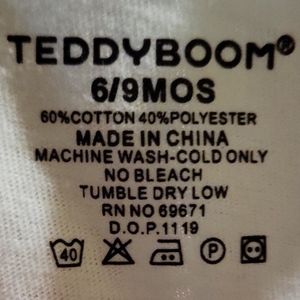 TEDDYBOOM®
6/9MOS
60%COTTON 40%POLYESTER
MADE IN CHINA
MACHINE WASH-COLD ONLY
NO BLEACH
TUMBLE DRY LOW
RN NO 69671
D.O.P.1119
40 P